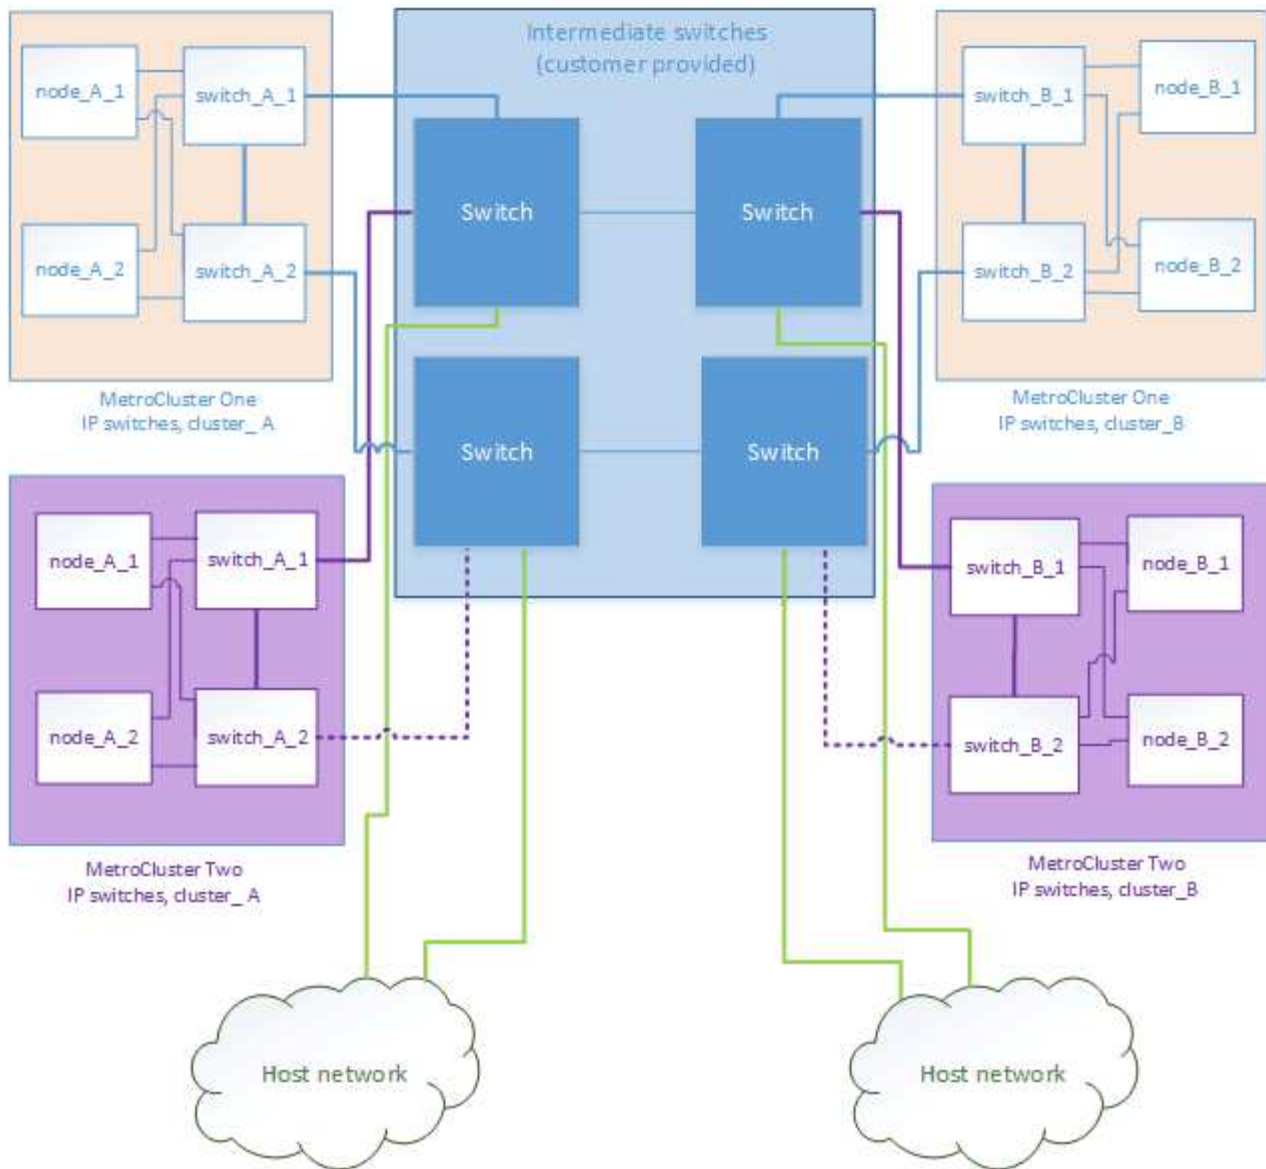 Intermediate switches
(customer provided)
node_A_1
switch_A_1
node_A_2
switch_A_2
MetroCluster One
IP switches, cluster_ A
Switch
Switch
Switch
Switch
switch_B_1
node_B_1
switch_B_2
node_B_2
MetroCluster One
IP switches, cluster_B
node_A_1
switch_A_1
node_A_2
switch_A_2
MetroCluster Two
IP switches, cluster_ A
switch_B_1
node_B_1
switch_B_2
node_B_2
MetroCluster Two
IP switches, cluster_B
Host network
Host network